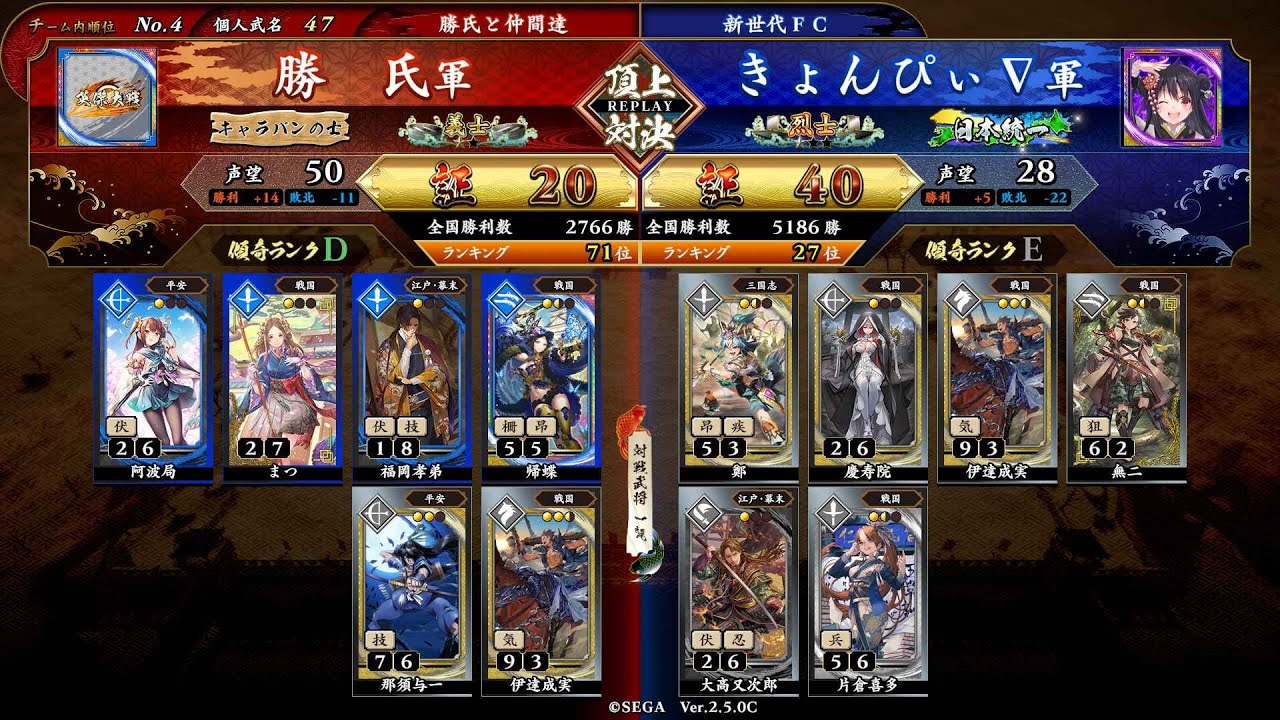 チーム内順位 No.4 個人武名 47 勝氏と仲間達
新世代FC
勝 氏軍
頂上
REPLAY
対決
きょんぴぃ∇軍
英傑大戦
キャラバンの士
義士
烈士
日本統一
声望 50
勝利 +14 敗北 -11
証 20
証 40
声望 28
勝利 +5 敗北 -22
全国勝利数 2766勝
全国勝利数 5186勝
傾奇ランクD
ランキング 71位
ランキング 27位
傾奇ランクE
平安
伏
2 6
阿波局
戦国
2 7
まつ
江戸・幕末
伏 技
1 8
福岡孝弟
戦国
柵 昂
5 5
帰蝶
三国志
昂 疾
5 3
鄭
戦国
2 6
慶寿院
戦国
気
9 3
伊達成実
戦国
狙
6 2
無二
対戦武将一覧
平安
技
7 6
那須与一
戦国
気
9 3
伊達成実
江戸・幕末
伏 忍
2 6
大高又次郎
戦国
兵
5 6
片倉喜多
©SEGA Ver.2.5.0C